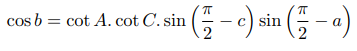 cos b = cot A. cot C. sin (π/2 − c) sin (π/2 − a)